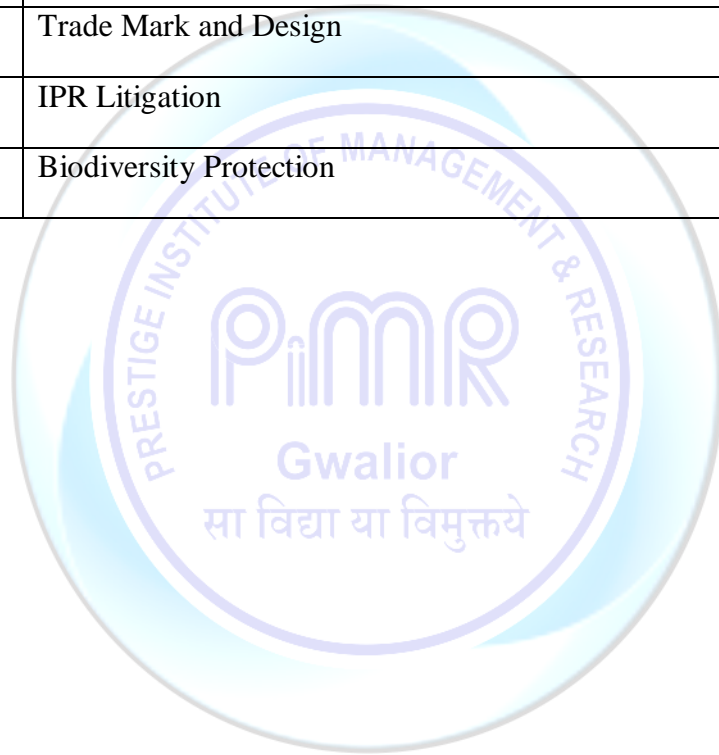 Trade Mark and Design
IPR Litigation
Biodiversity Protection
PRESTIGE INSTITUTE OF MANAGEMENT & RESEARCH
PiMR
Gwalior
सा विद्या या विमुक्तये